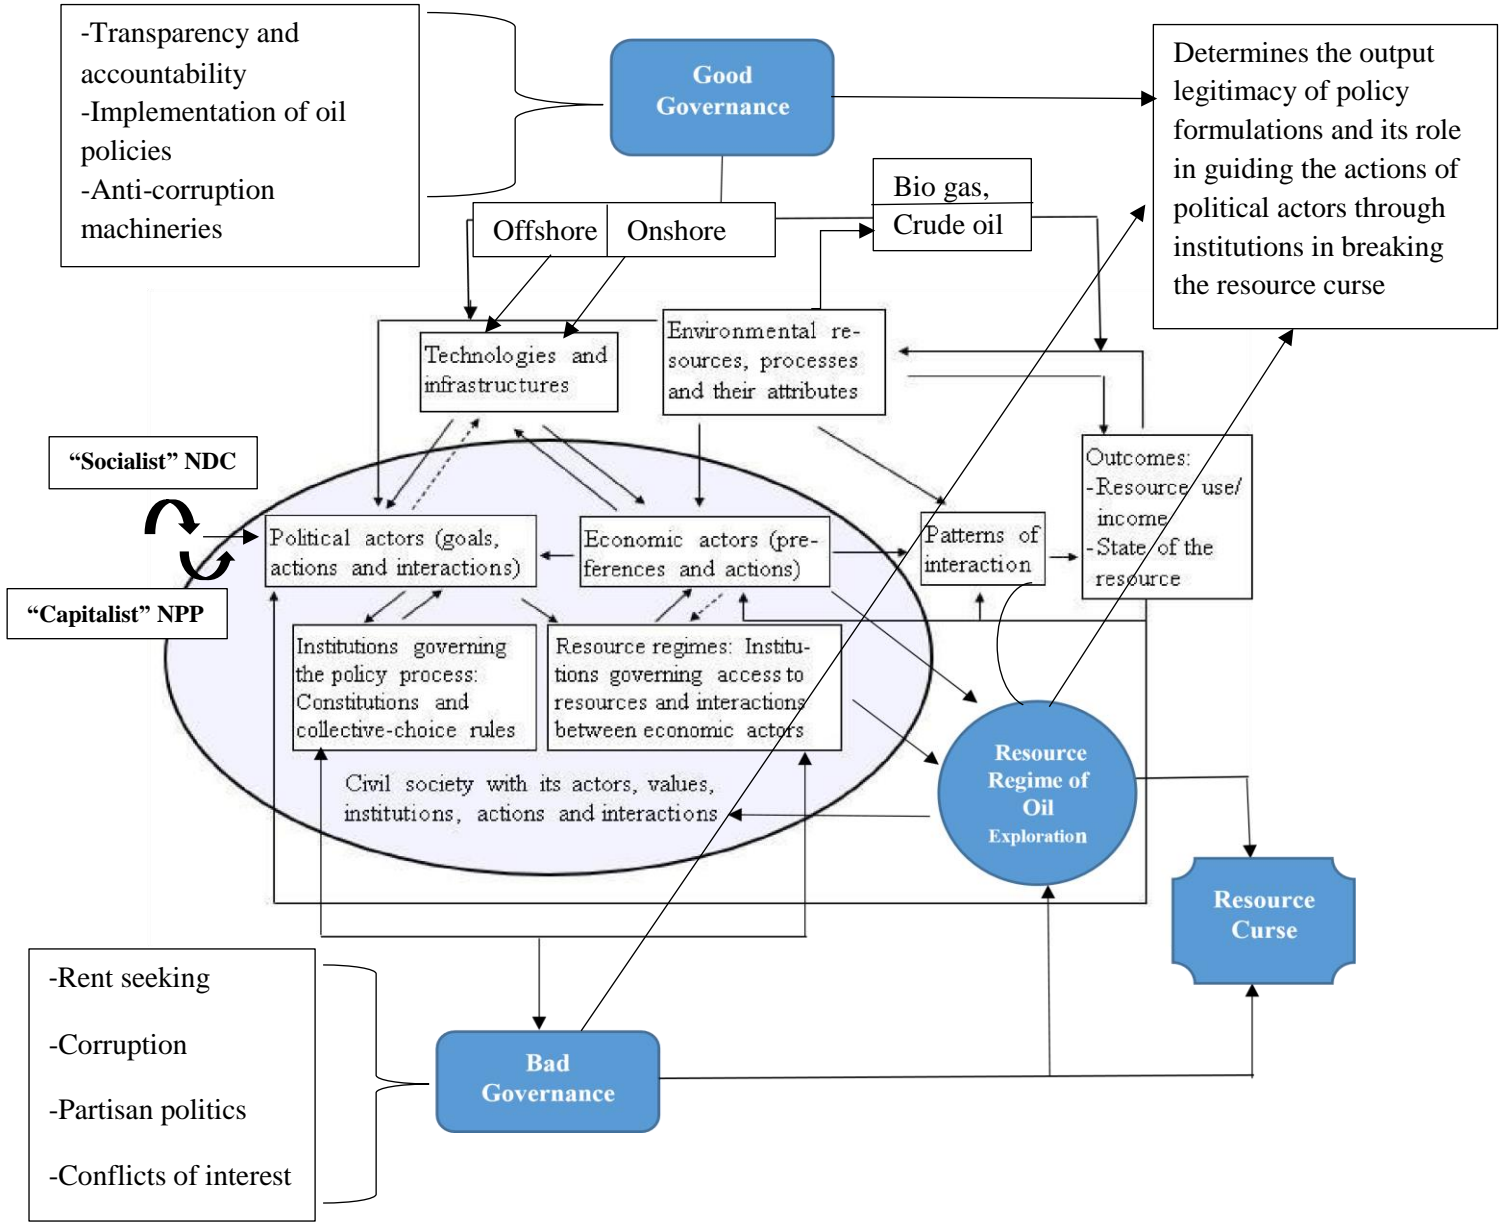 -Transparency and
accountability
-Implementation of oil
policies
-Anti-corruption
machineries
Good
Governance
Determines the output
legitimacy of policy
formulations and its role
in guiding the actions of
political actors through
institutions in breaking
the resource curse
Bio gas,
Crude oil
Offshore
Onshore
Technologies and
infrastructures
Environmental re-
sources, processes
and their attributes
“Socialist” NDC
“Capitalist” NPP
Political actors (goals,
actions and interactions)
Economic actors (pre-
ferences and actions)
Patterns of
interaction
Outcomes:
-Resource use/
income
-State of the
resource
Institutions governing
the policy process:
Constitutions and
collective-choice rules
Resource regimes: Institu-
tions governing access to
resources and interactions
between economic actors
Civil society with its actors, values,
institutions, actions and interactions
Resource
Regime of
Oil
Exploration
Resource
Curse
-Rent seeking
-Corruption
-Partisan politics
-Conflicts of interest
Bad
Governance